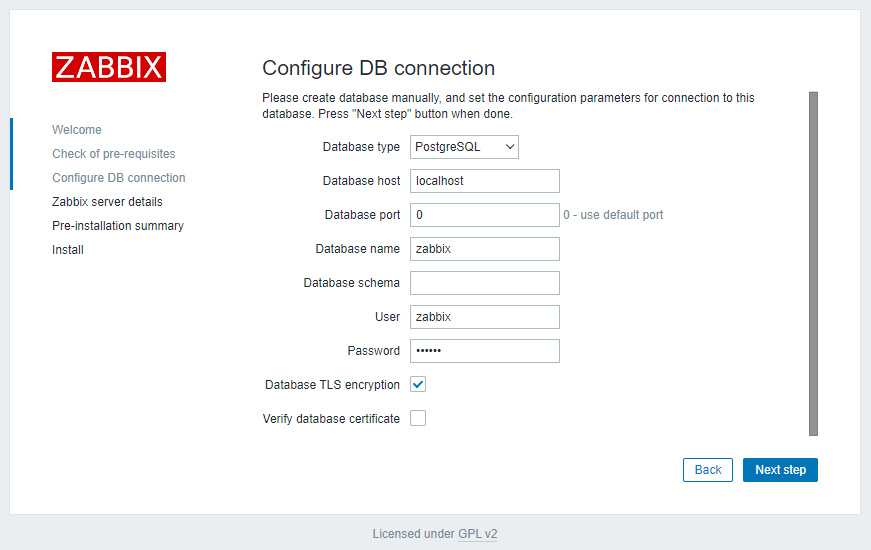 ZABBIX
Welcome
Check of pre-requisites
Configure DB connection
Zabbix server details
Pre-installation summary
Install
Configure DB connection
Please create database manually, and set the configuration parameters for connection to this
database. Press "Next step" button when done.
Database type PostgreSQL
Database host localhost
Database port 0 0 - use default port
Database name zabbix
Database schema
User zabbix
Password ••••••
Database TLS encryption
Verify database certificate
Back Next step
Licensed under GPL v2